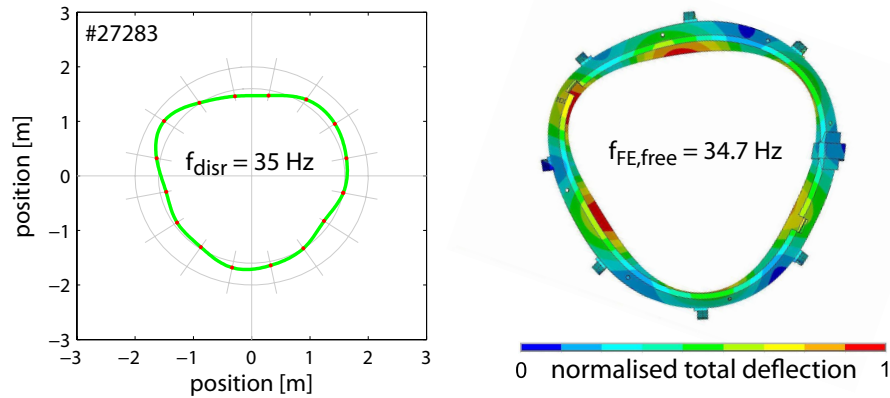 #27283
3
2
1
0
−1
−2
−3
position [m]
f_disr = 35 Hz
−3 −2 −1 0 1 2 3
position [m]
f_FE,free = 34.7 Hz
0 normalised total deflection 1